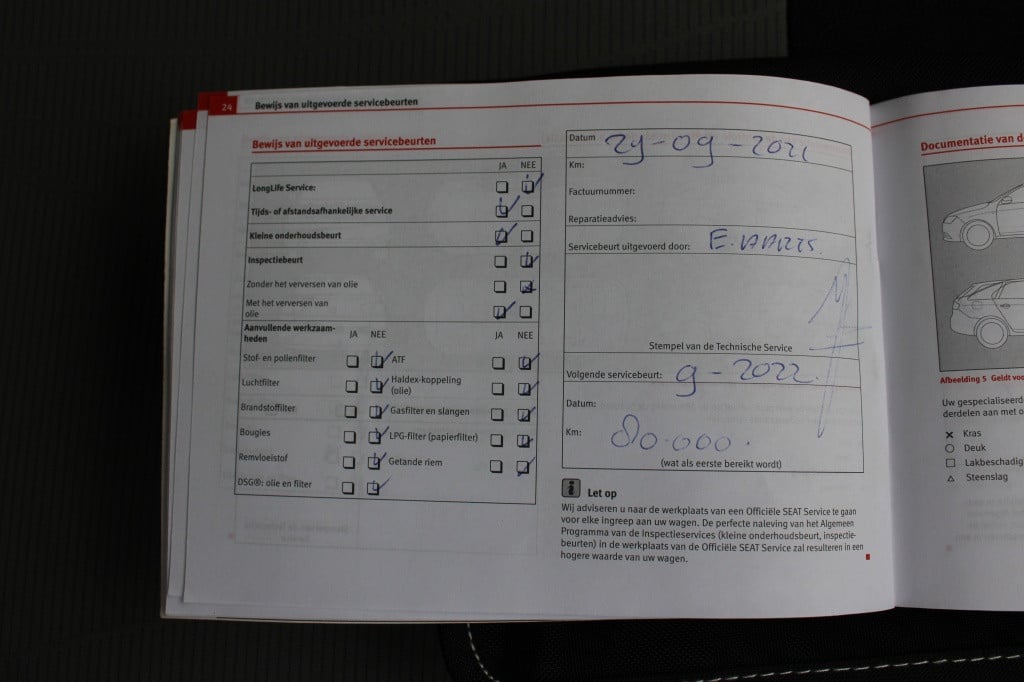 24 Bewijs van uitgevoerde servicebeurten
Bewijs van uitgevoerde servicebeurten
JA NEE
LongLife Service:
Tijds- of afstandsafhankelijke service
Kleine onderhoudsbeurt
Inspectiebeurt
Zonder het verversen van olie
Met het verversen van
olie
Aanvullende werkzaam-
heden
JA NEE
JA NEE
Stof- en pollenfilter
ATF
Luchtfilter
Haldex-koppeling
(olie)
Brandstoffilter
Gasfilter en slangen
Bougies
LPG-filter (papierfilter)
Remvloeistof
Getande riem
DSG®: olie en filter
Datum 29-09-2021
Km:
Factuurnummer:
Reparatieadvies:
Servicebeurt uitgevoerd door: E.
Stempel van de Technische Service
Volgende servicebeurt: 9-2022
Datum:
Km: 80.000.
(wat als eerste bereikt wordt)
i Let op
Wij adviseren u naar de werkplaats van een Officiële SEAT Service te gaan
voor elke ingreep aan uw wagen. De perfecte naleving van het Algemeen
Programma van de Inspectieservices (kleine onderhoudsbeurt, inspectie-
beurten) in de werkplaats van de Officiële SEAT Service zal resulteren in een
hogere waarde van uw wagen.
Documentatie van d
Afbeelding 5 Geldt voo
Uw gespecialiseerd
derdelen aan met o
Kras
Deuk
Lakbeschadig
Steenslag